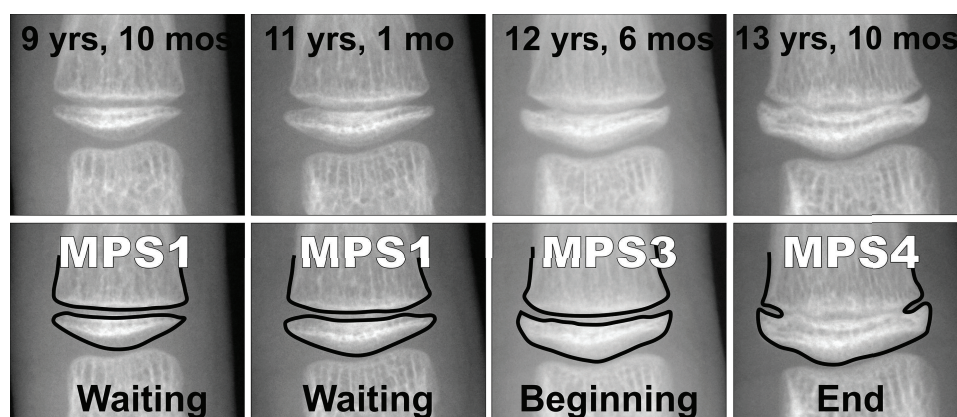 9 yrs, 10 mos
11 yrs, 1 mo
12 yrs, 6 mos
13 yrs, 10 mos
MPS1
MPS1
MPS3
MPS4
Waiting
Waiting
Beginning
End